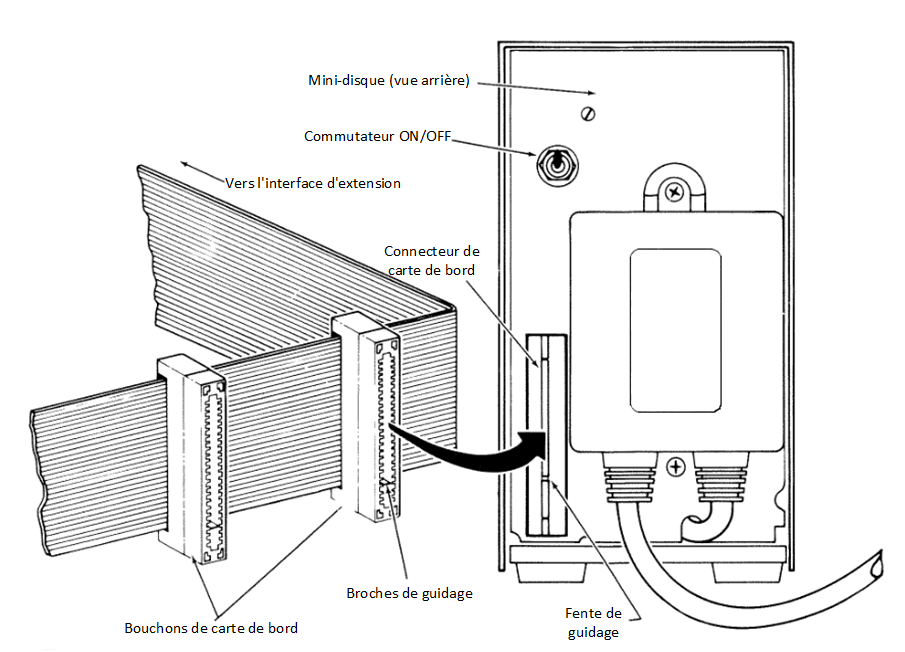 Mini-disque (vue arrière)
Commutateur ON/OFF
Vers l'interface d'extension
Connecteur de
carte de bord
Broches de guidage
Fente de
guidage
Bouchons de carte de bord